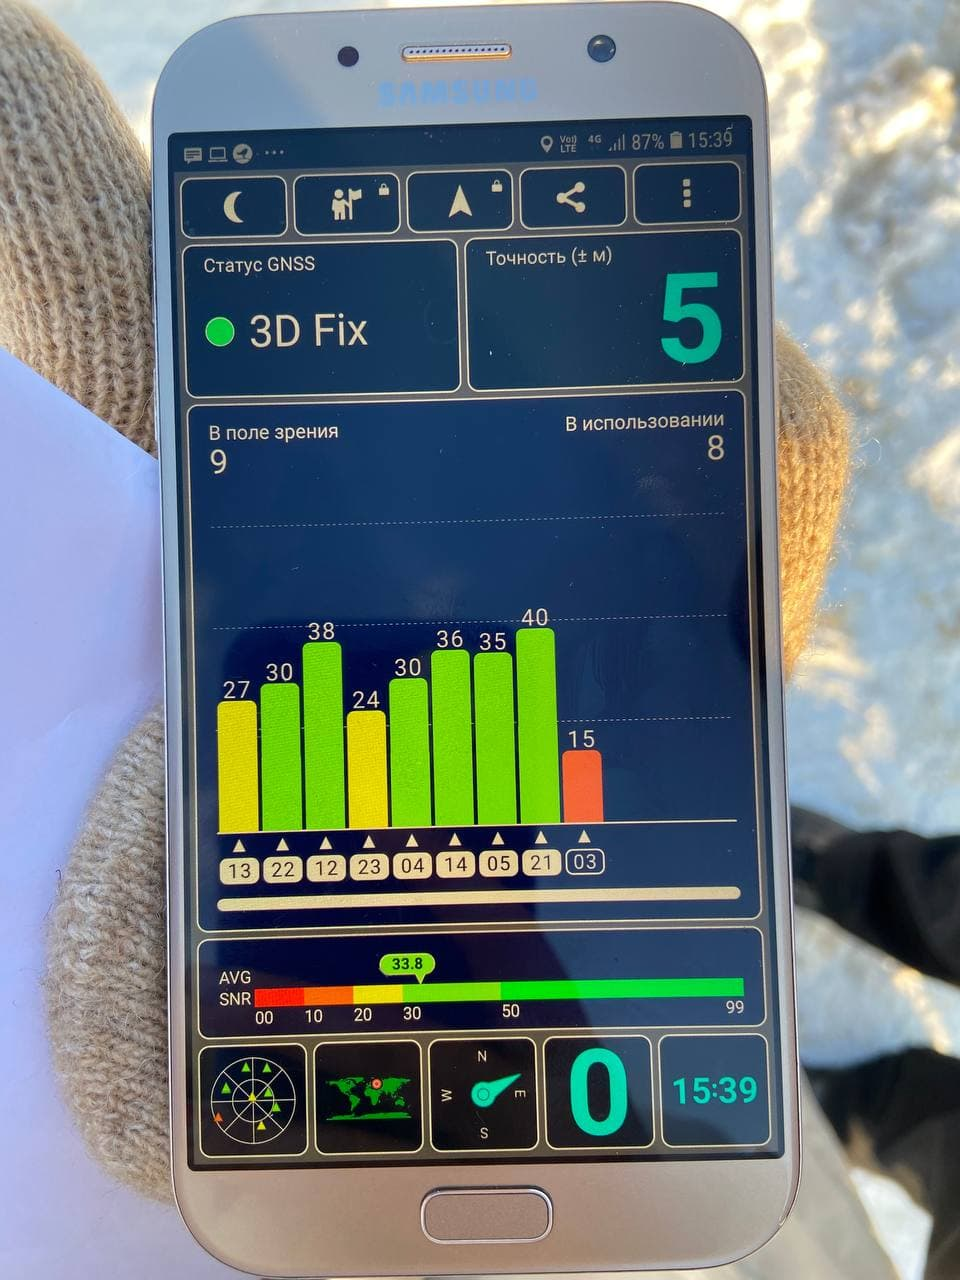 SAMSUNG
VoLTE 4G 87% 15:39
Статус GNSS
Точность (± м)
3D Fix
5
В поле зрения
В использовании
9
8
27 30 38 24 30 36 35 40 15
13 22 12 23 04 14 05 21 03
33.8
AVG
SNR
00 10 20 30 50 99
N
W E
S
0
15:39